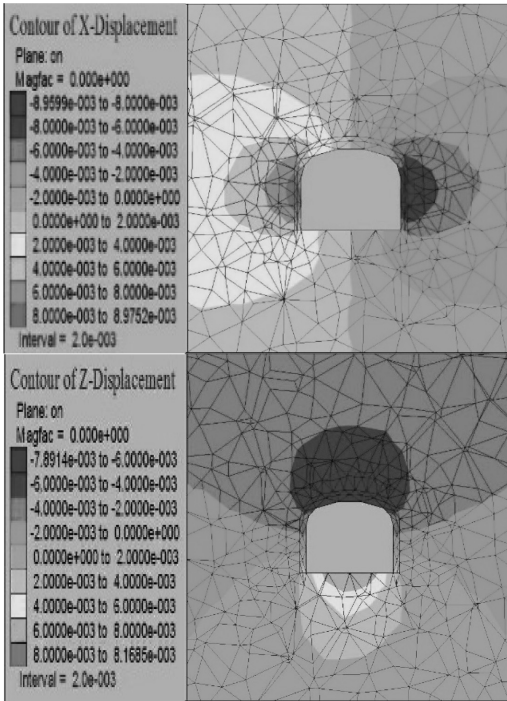 Contour of X-Displacement
Plane: on
Magfac = 0.000e+000
-8.9599e-003 to -8.0000e-003
-8.0000e-003 to -6.0000e-003
-6.0000e-003 to -4.0000e-003
-4.0000e-003 to -2.0000e-003
-2.0000e-003 to 0.0000e+000
0.0000e+000 to 2.0000e-003
2.0000e-003 to 4.0000e-003
4.0000e-003 to 6.0000e-003
6.0000e-003 to 8.0000e-003
8.0000e-003 to 8.9752e-003
Interval = 2.0e-003
Contour of Z-Displacement
Plane: on
Magfac = 0.000e+000
-7.8914e-003 to -6.0000e-003
-6.0000e-003 to -4.0000e-003
-4.0000e-003 to -2.0000e-003
-2.0000e-003 to 0.0000e+000
0.0000e+000 to 2.0000e-003
2.0000e-003 to 4.0000e-003
4.0000e-003 to 6.0000e-003
6.0000e-003 to 8.0000e-003
8.0000e-003 to 8.1685e-003
Interval = 2.0e-003